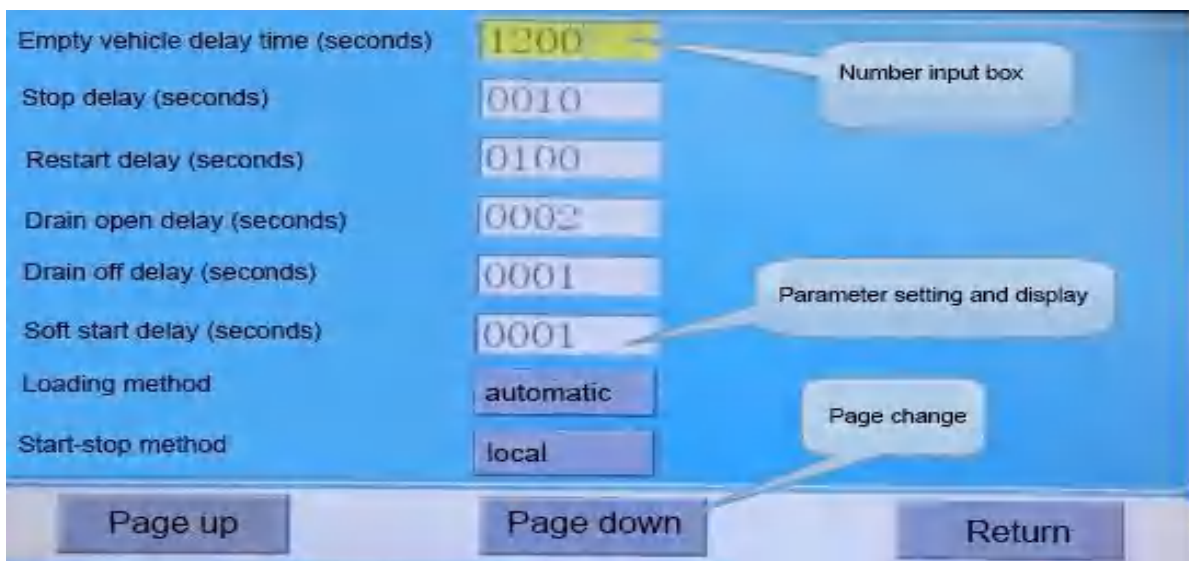 Empty vehicle delay time (seconds) 1200
Number input box
Stop delay (seconds) 0010
Restart delay (seconds) 0100
Drain open delay (seconds) 0002
Drain off delay (seconds) 0001
Parameter setting and display
Soft start delay (seconds) 0001
Loading method automatic
Page change
Start-stop method local
Page up Page down Return